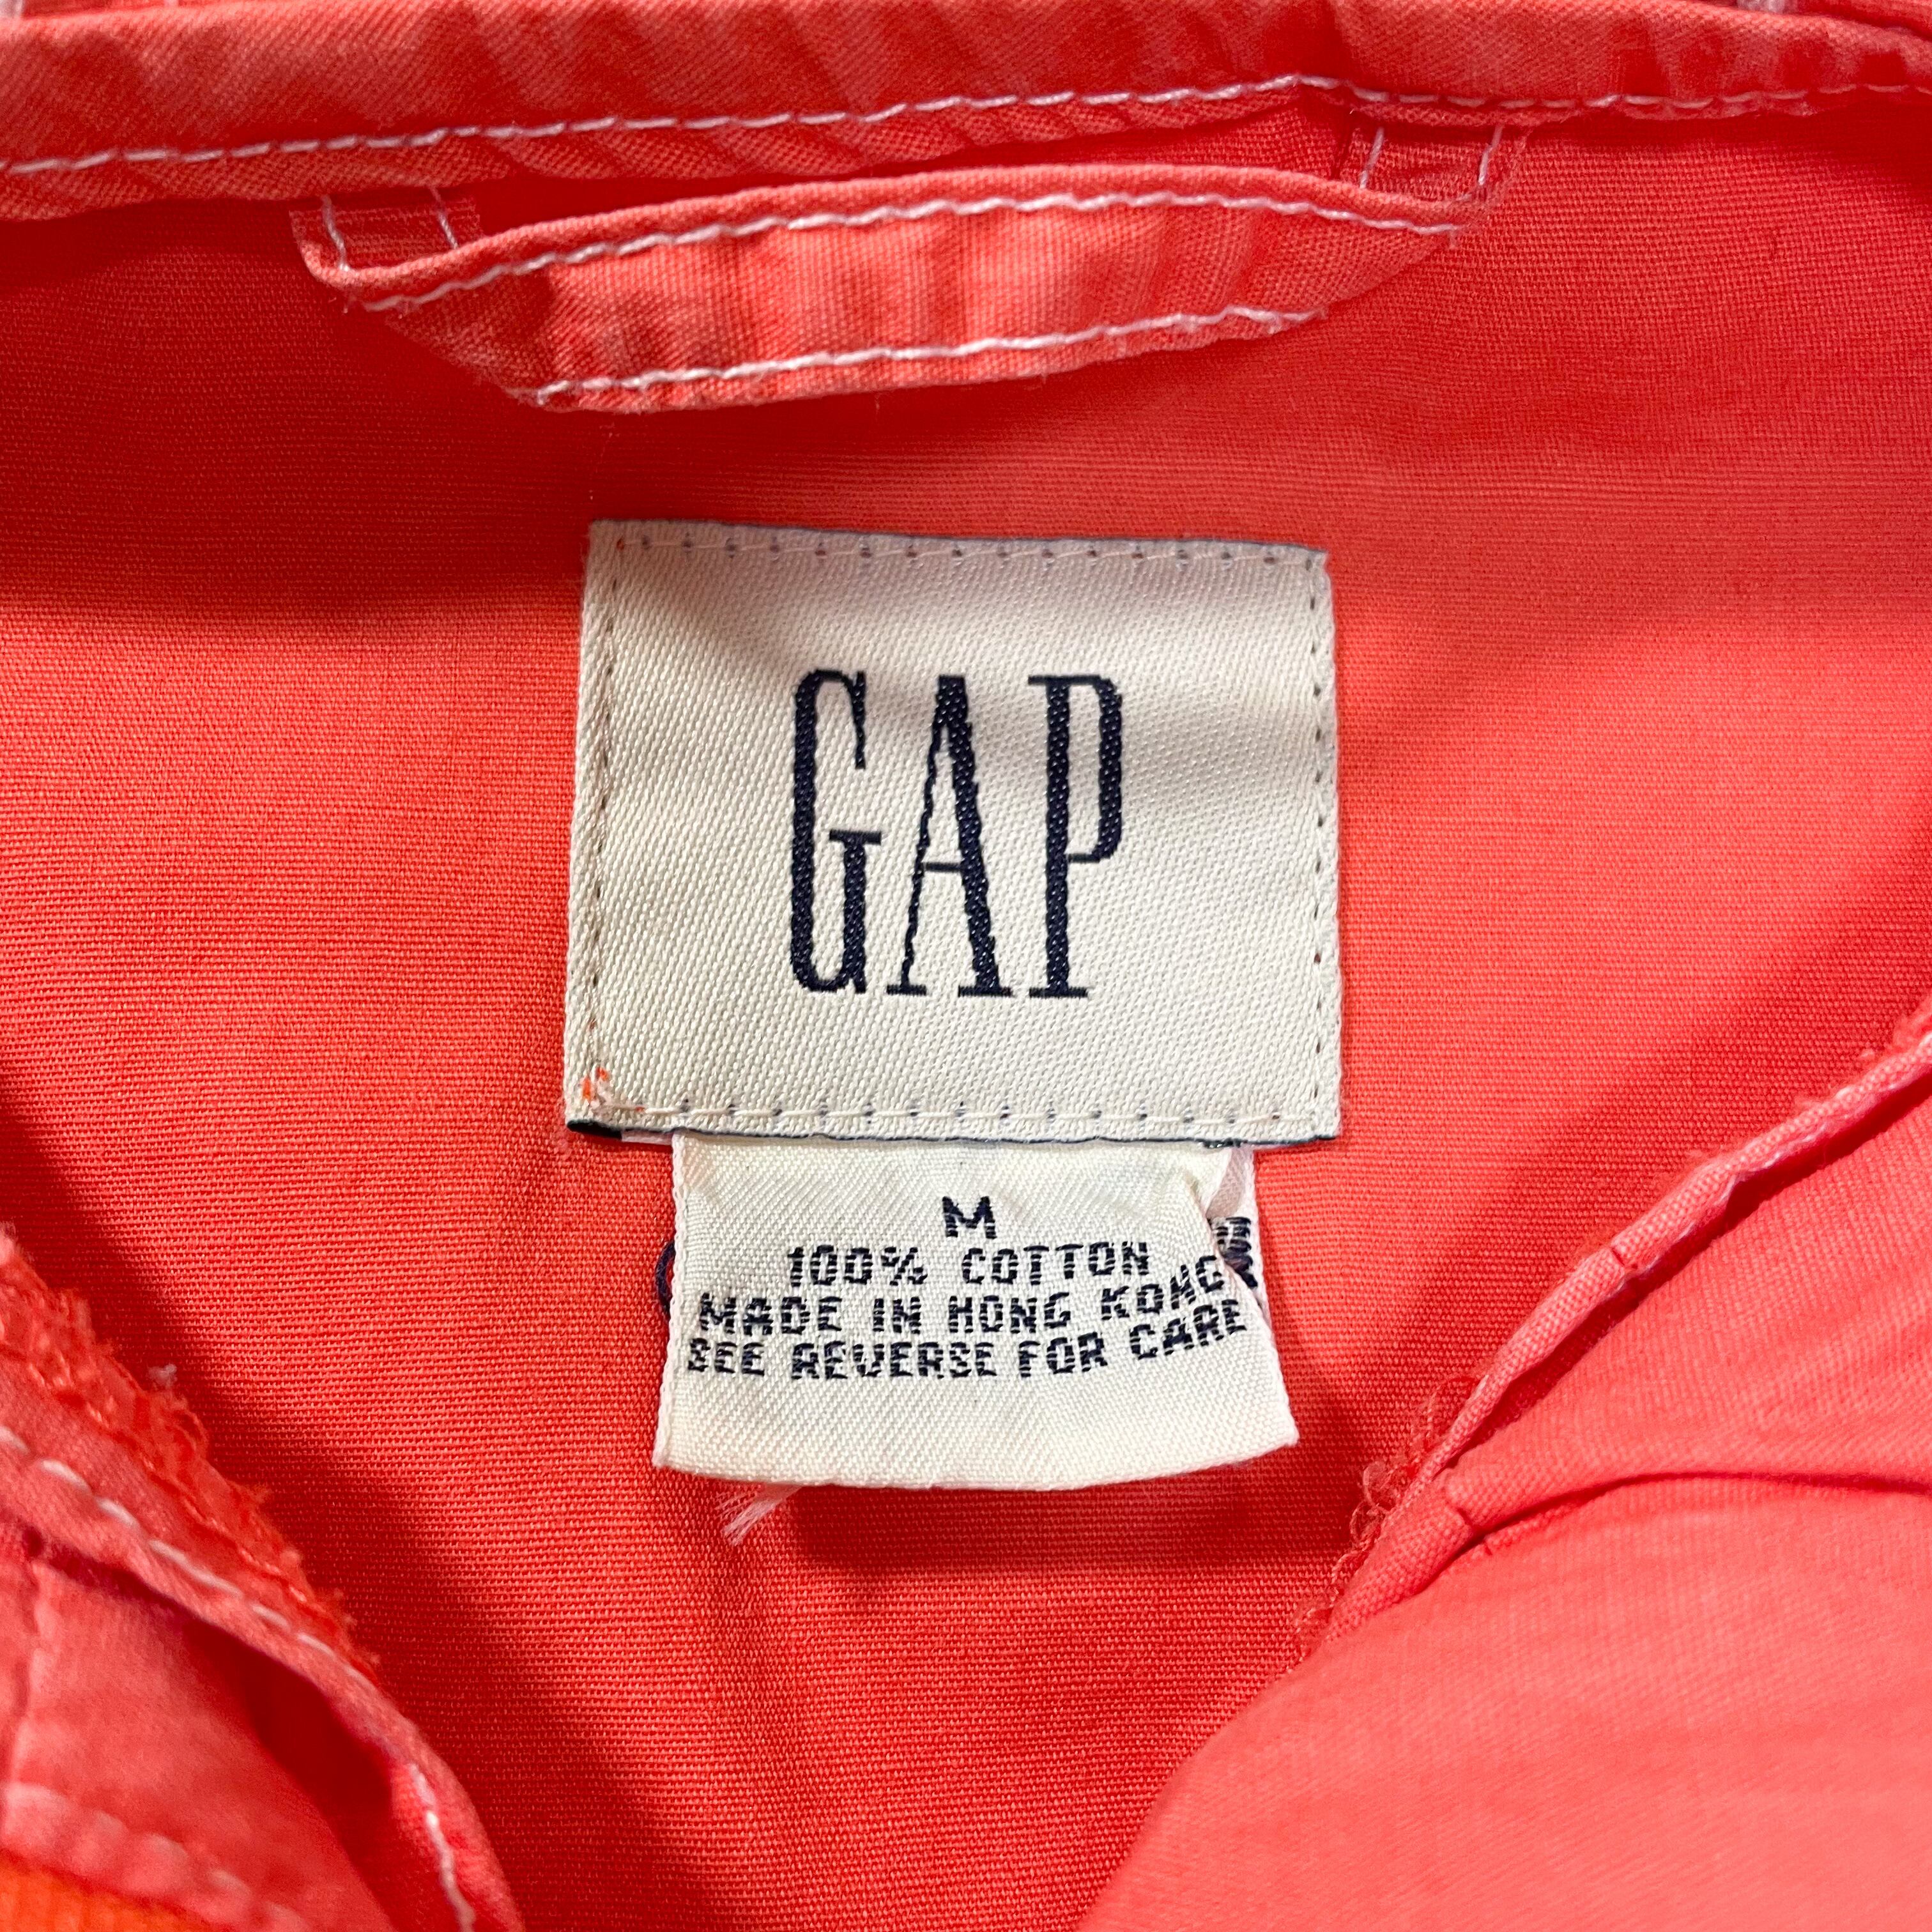 GAP
M
100% COTTON
MADE IN HONG KONG
SEE REVERSE FOR CARE